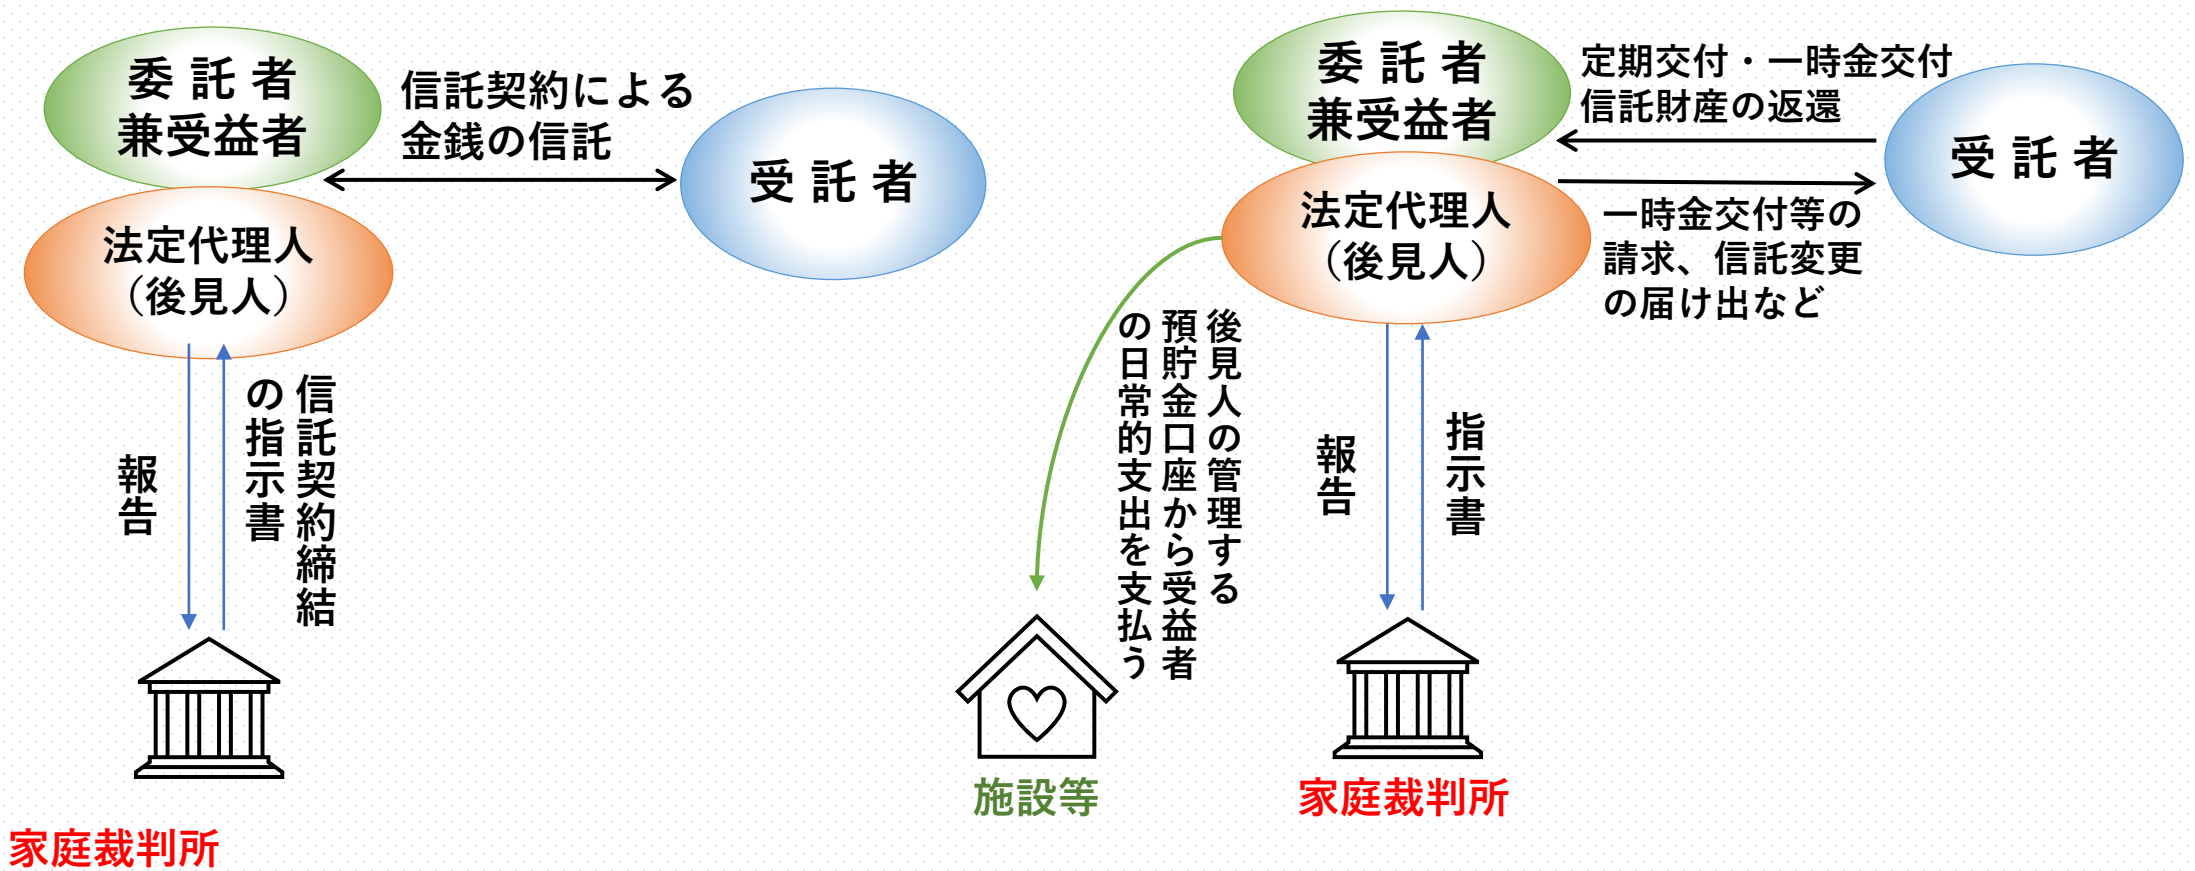 委託者
兼受益者
信託契約による
金銭の信託
受託者
法定代理人
（後見人）
報告
信託契約締結
の指示書
家庭裁判所
委託者
兼受益者
定期交付・一時金交付
信託財産の返還
受託者
法定代理人
（後見人）
一時金交付等の
請求、信託変更
の届け出など
後見人の管理する
預貯金口座から受益者
の日常的支出を支払う
報告
指示書
施設等
家庭裁判所